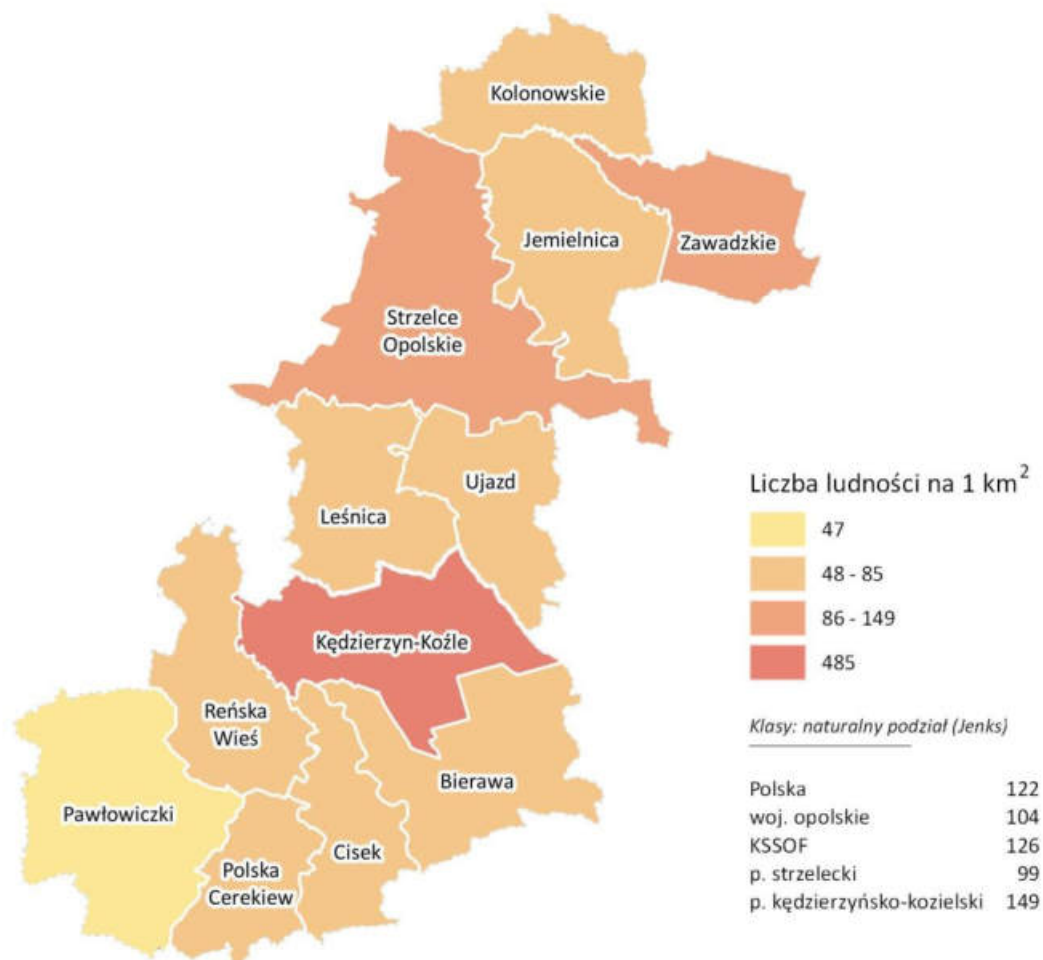 Kolonowskie
Jemielnica
Zawadzkie
Strzelce
Opolskie
Ujazd
Leśnica
Kędzierzyn-Koźle
Reńska
Wieś
Bierawa
Pawłowiczki
Cisek
Polska
Cerekiew
Liczba ludności na 1 km²
47
48 - 85
86 - 149
485
Klasy: naturalny podział (Jenks)
Polska 122
woj. opolskie 104
KSSOF 126
p. strzelecki 99
p. kędzierzyńsko-kozielski 149